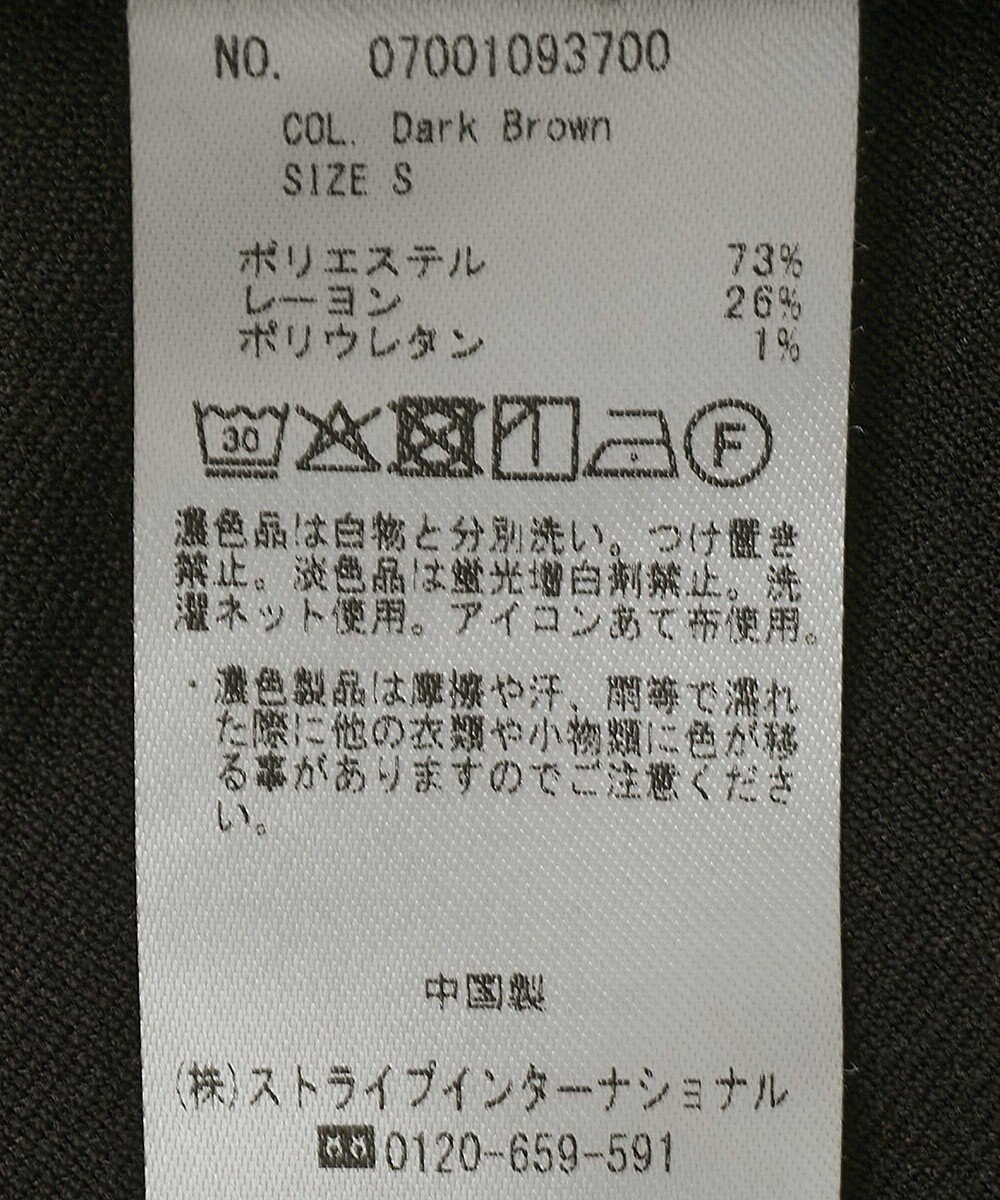 NO. 07001093700
COL. Dark Brown
SIZE S
ポリエステル 73%
レーヨン 26%
ポリウレタン 1%
30 F
濃色品は白物と分別洗い。つけ置き
禁止。淡色品は蛍光増白剤禁止。洗
濯ネット使用。アイロンあて布使用。
・濃色製品は摩擦や汗、雨等で濡れ
た際に他の衣類や小物類に色が移
る事がありますのでご注意くださ
い。
中国製
(株)ストライプインターナショナル
0120-659-591